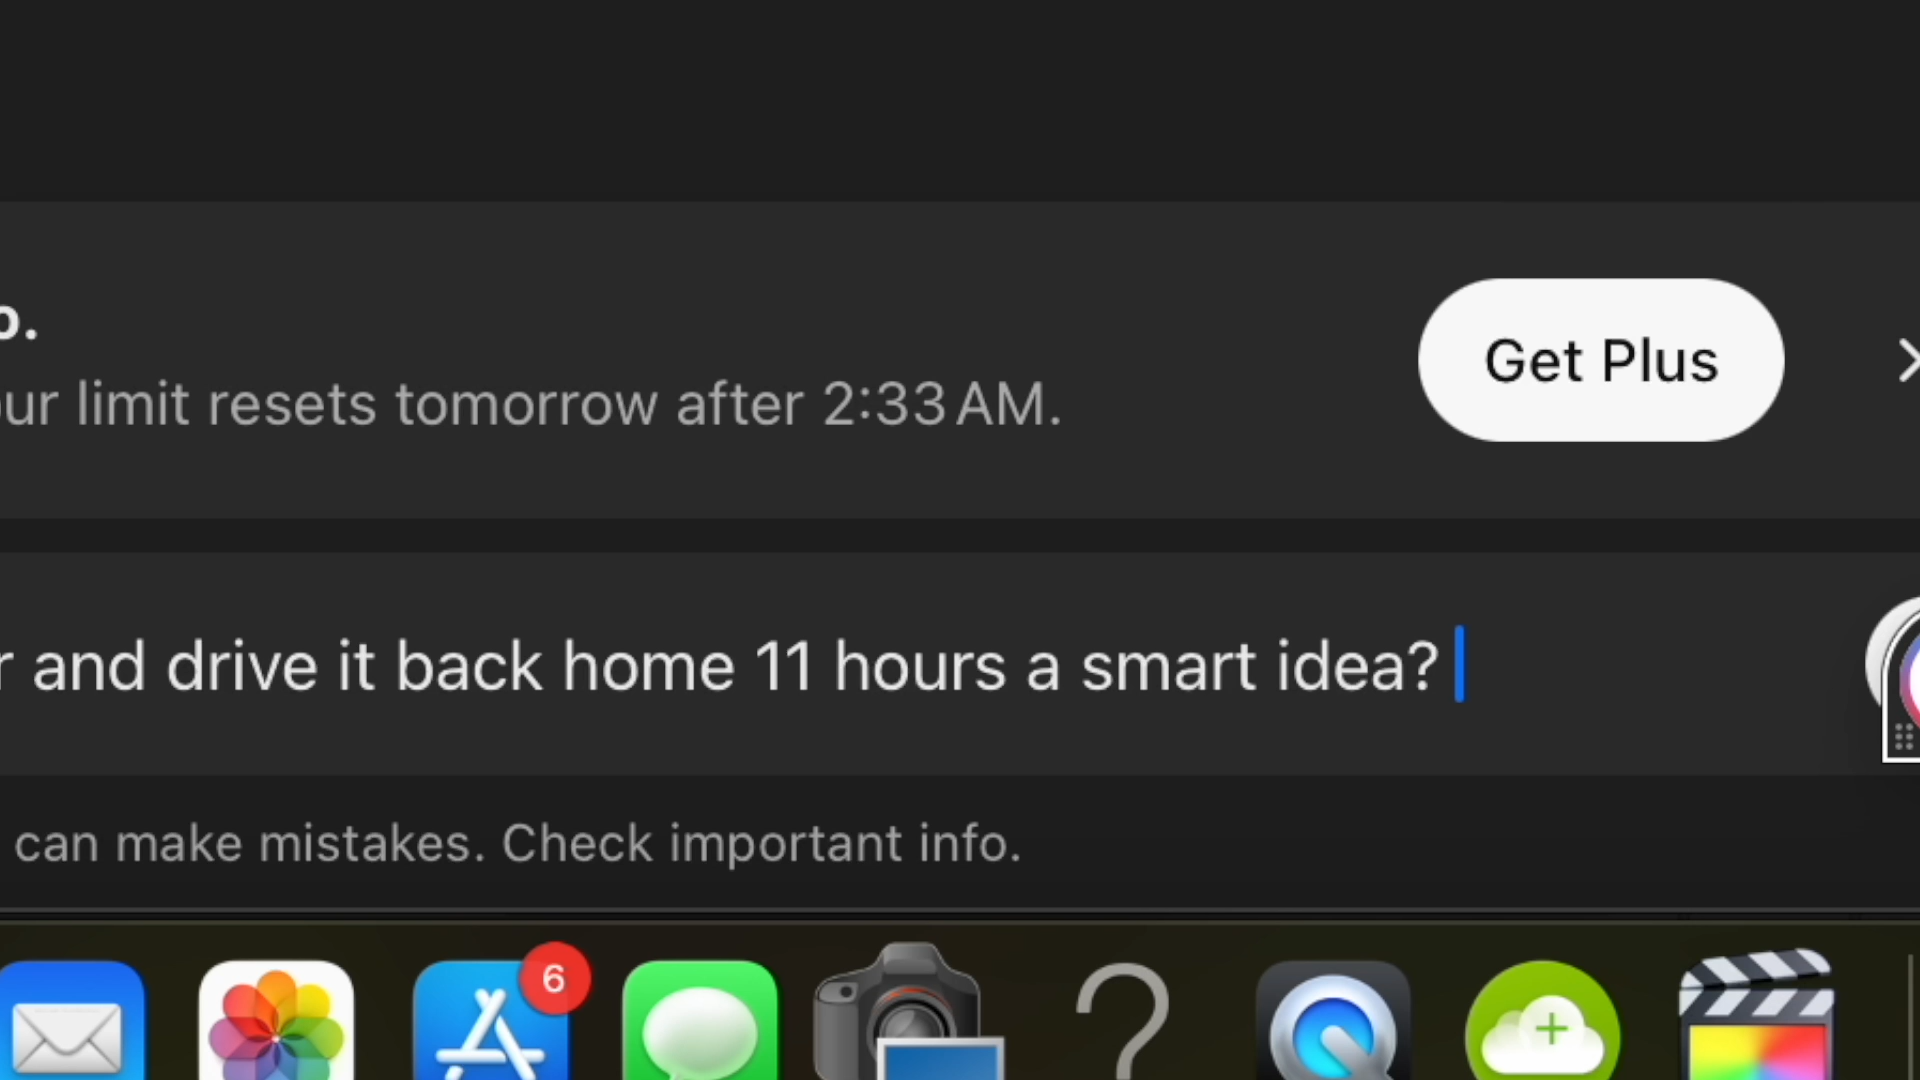 o.
our limit resets tomorrow after 2:33 AM.
Get Plus
r and drive it back home 11 hours a smart idea?
can make mistakes. Check important info.
6
?